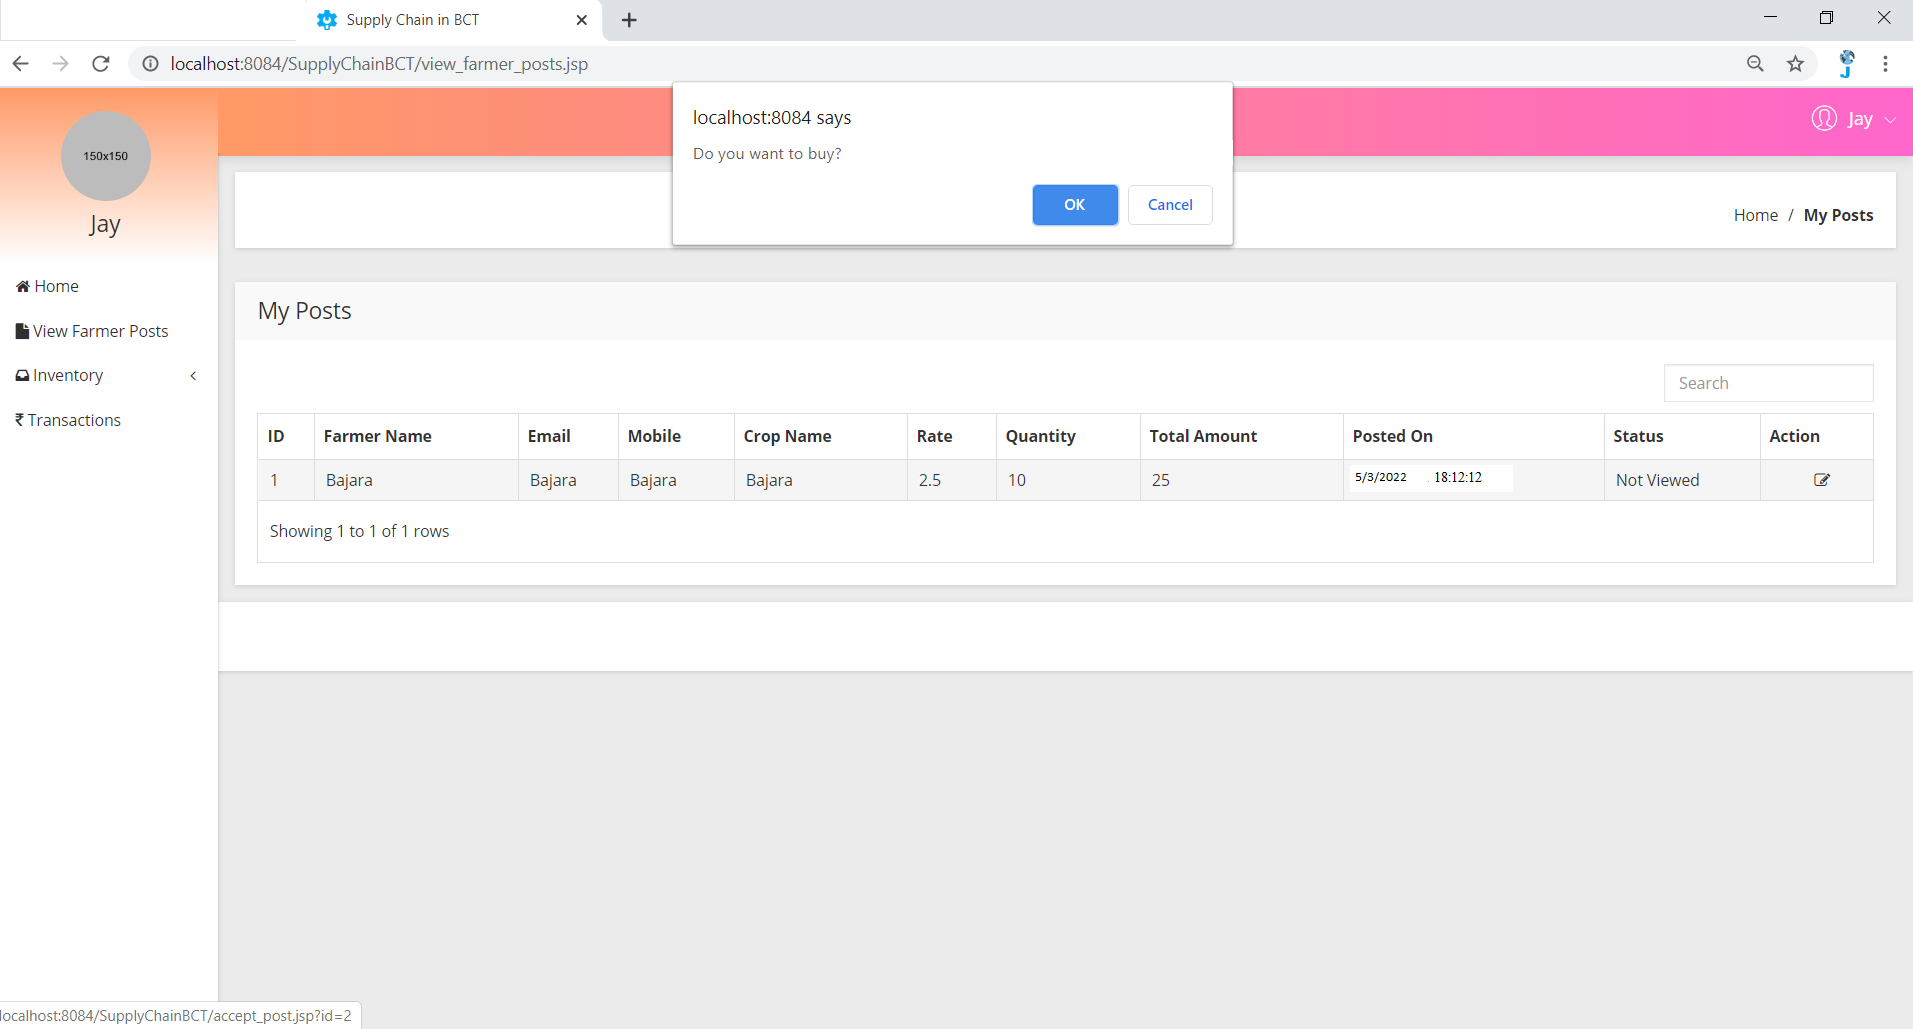 Supply Chain in BCT
localhost:8084/SupplyChainBCT/view_farmer_posts.jsp
localhost:8084 says
Do you want to buy?
OK Cancel
Jay
150x150
Jay
Home / My Posts
Home
View Farmer Posts
Inventory
₹ Transactions
My Posts
Search
ID Farmer Name Email Mobile Crop Name Rate Quantity Total Amount Posted On Status Action
1 Bajara Bajara Bajara Bajara 2.5 10 25 5/3/2022 18:12:12 Not Viewed
Showing 1 to 1 of 1 rows
localhost:8084/SupplyChainBCT/accept_post.jsp?id=2